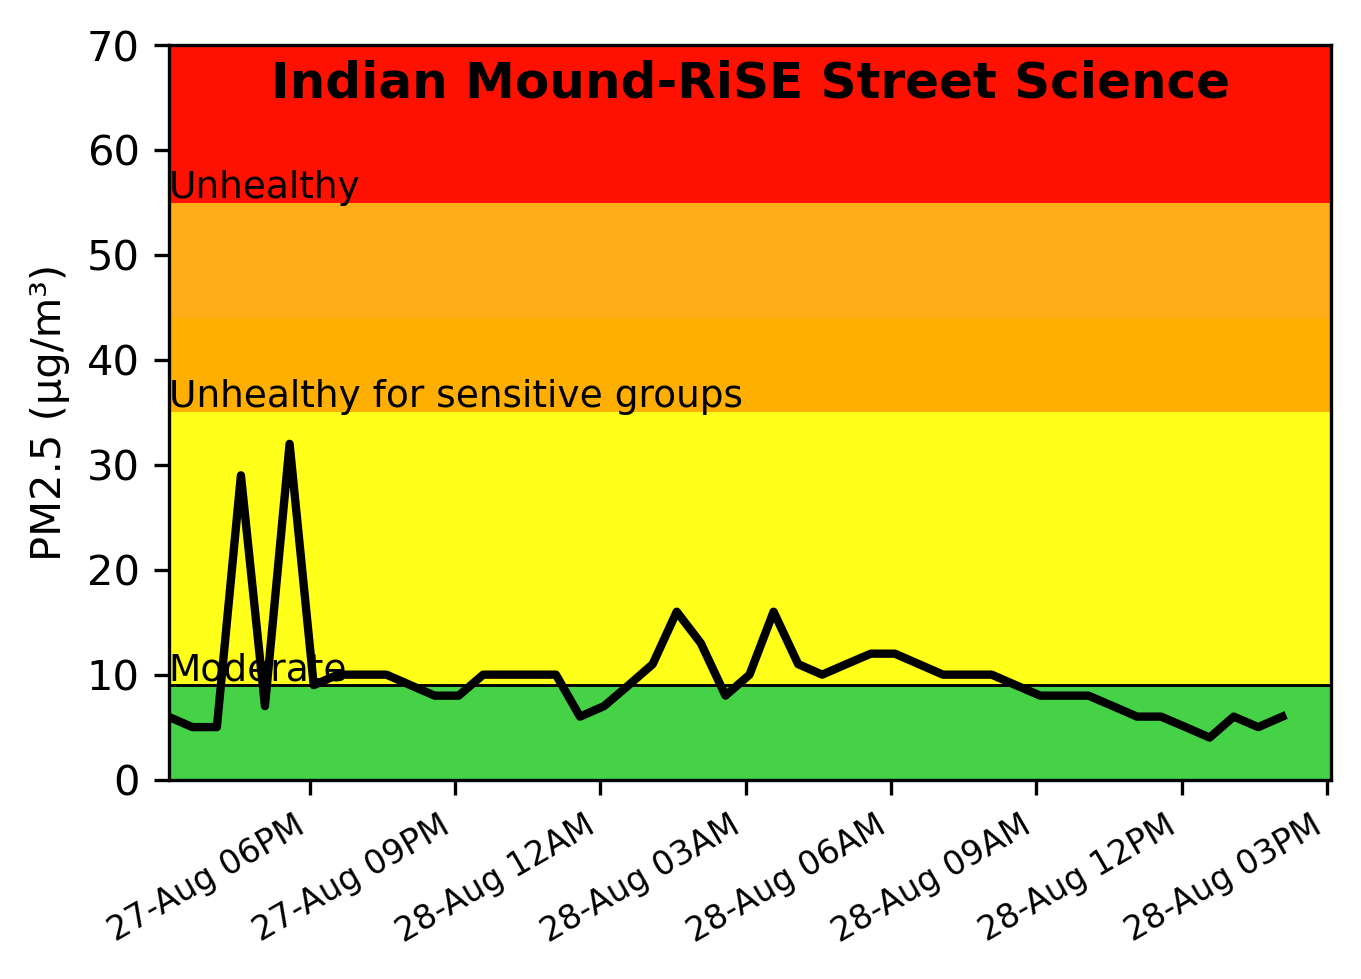 Indian Mound-RiSE Street Science
70
60
Unhealthy
50
40
Unhealthy for sensitive groups
30
20
Moderate
10
0
PM2.5 (µg/m³)
27-Aug 06PM
27-Aug 09PM
28-Aug 12AM
28-Aug 03AM
28-Aug 06AM
28-Aug 09AM
28-Aug 12PM
28-Aug 03PM